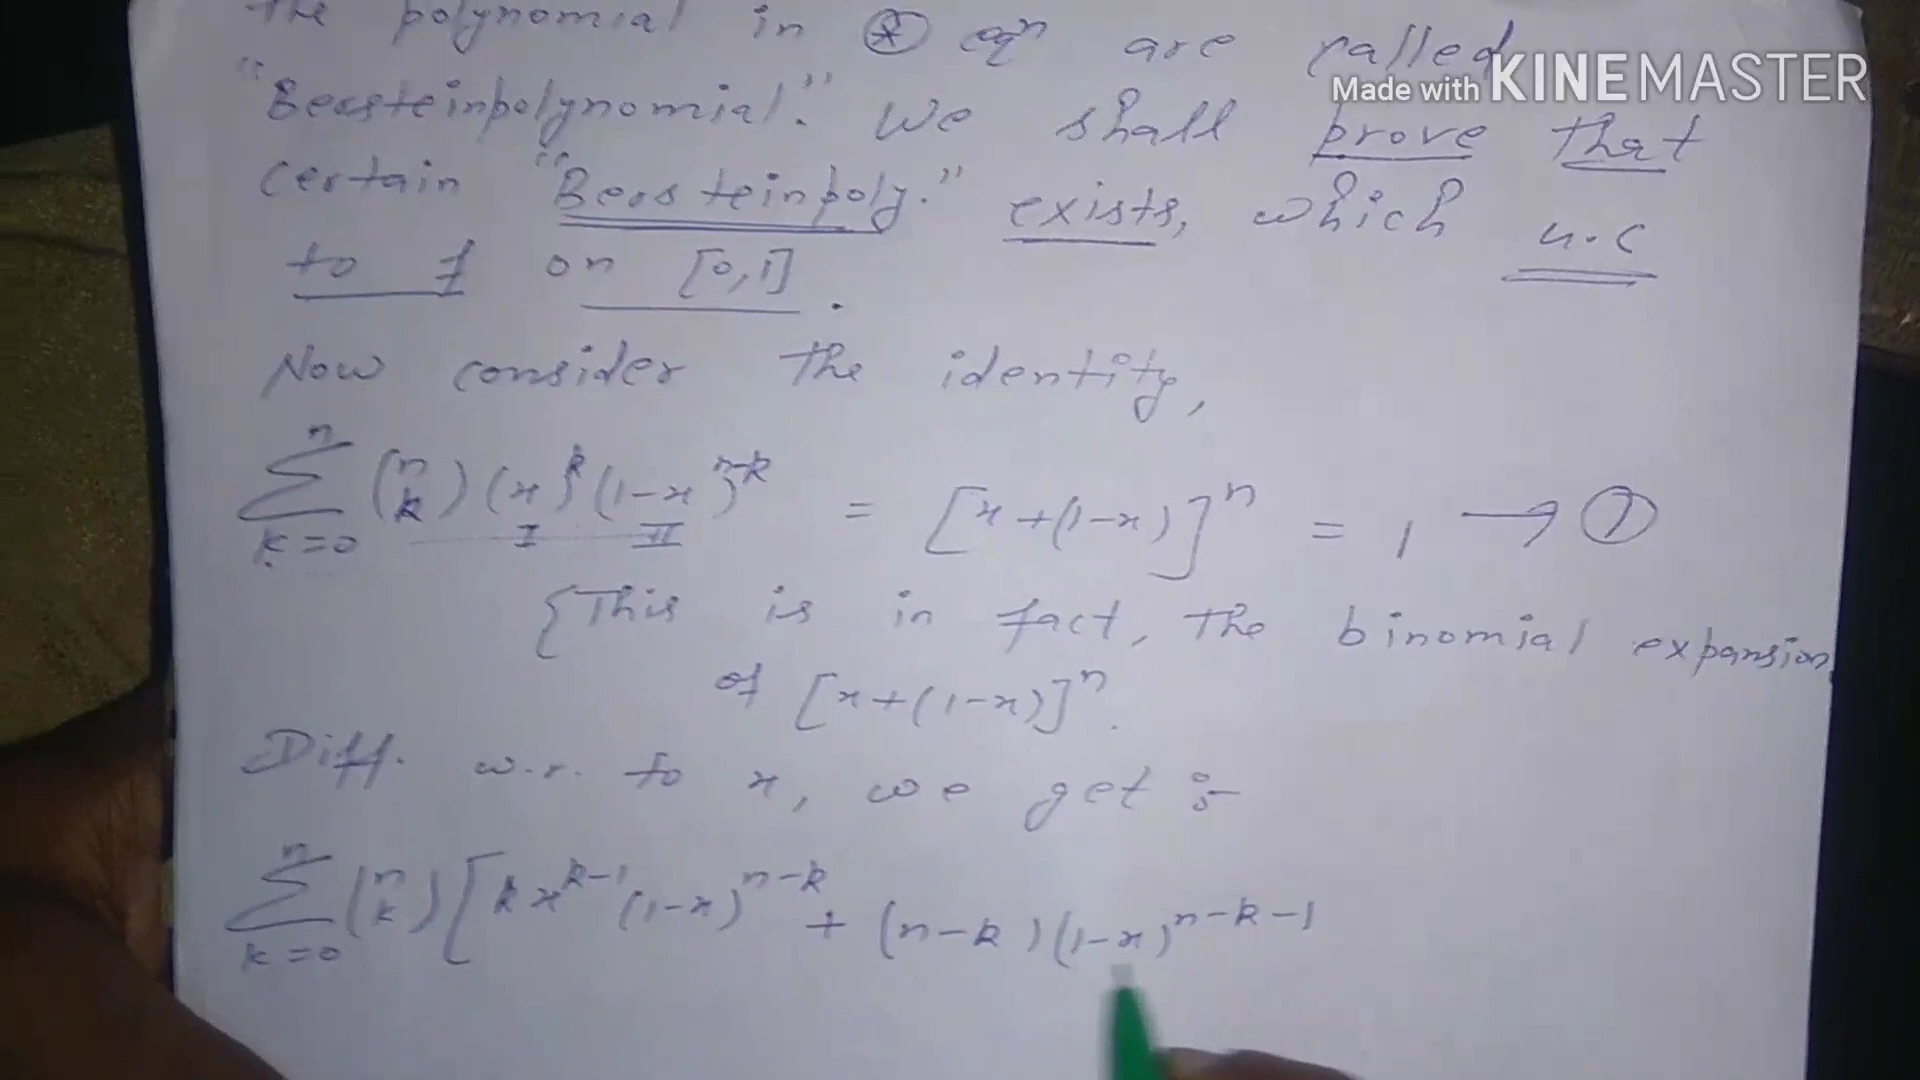 the polynomial in ⊛ eqⁿ are called
Made with KINEMASTER
"Bersteinpolynomial." We shall prove that
certain "Bersteinpoly." exists, which u.c
to f on [0,1].
Now consider the identity,
∑_{k=0}^{n} (n k) (x)^k (1-x)^{n-k} = [x+(1-x)]^n = 1 → ①
I II
{This is in fact, the binomial expansion
of [x+(1-x)]^n.
Diff. w.r. to x, we get :-
∑_{k=0}^{n} (n k) [k x^{k-1} (1-x)^{n-k} + (n-k) (1-x)^{n-k-1}